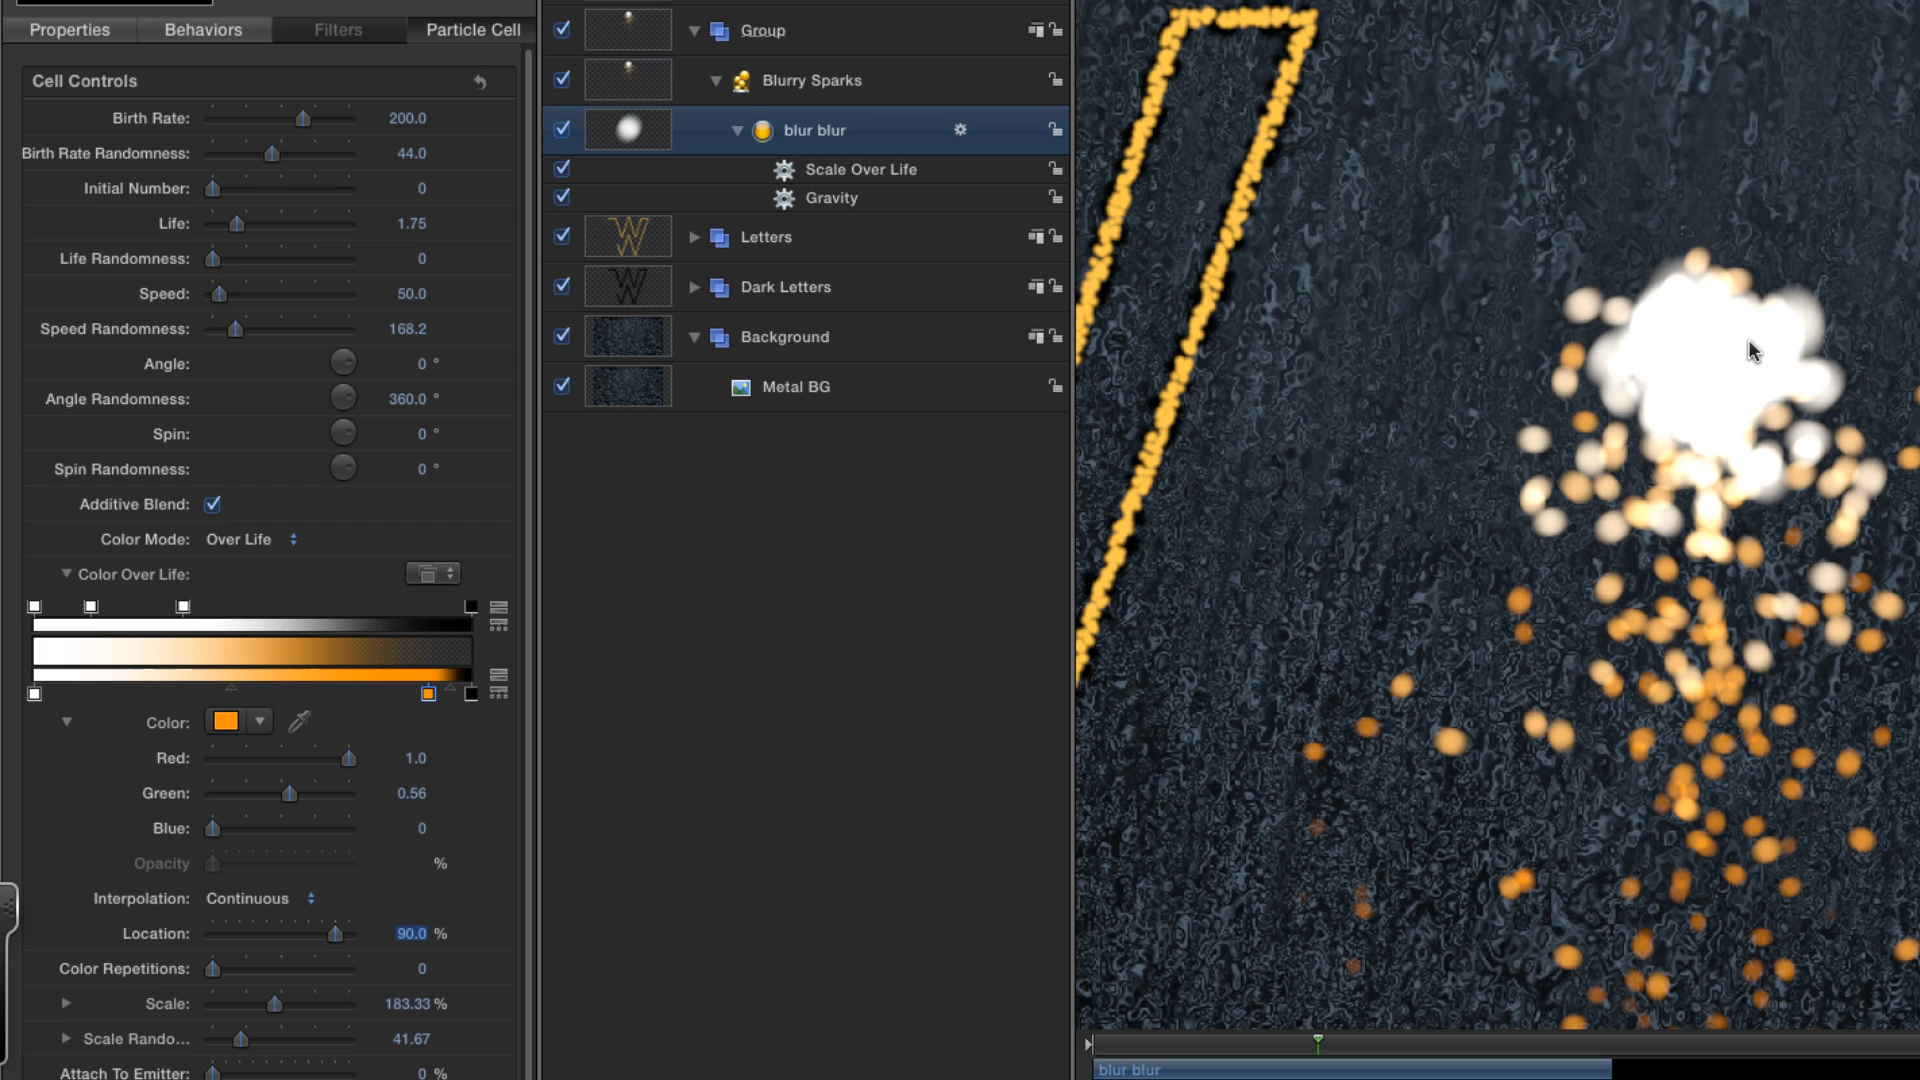 Properties
Behaviors
Filters
Particle Cell
Cell Controls
Birth Rate: 200.0
Birth Rate Randomness: 44.0
Initial Number: 0
Life: 1.75
Life Randomness: 0
Speed: 50.0
Speed Randomness: 168.2
Angle: 0 °
Angle Randomness: 360.0 °
Spin: 0 °
Spin Randomness: 0 °
Additive Blend:
Color Mode: Over Life
Color Over Life:
Color:
Red: 1.0
Green: 0.56
Blue: 0
Opacity %
Interpolation: Continuous
Location: 90.0 %
Color Repetitions: 0
Scale: 183.33 %
Scale Rando... 41.67
Attach To Emitter: 0 %
Group
Blurry Sparks
blur blur
Scale Over Life
Gravity
Letters
Dark Letters
Background
Metal BG
W
W
blur blur